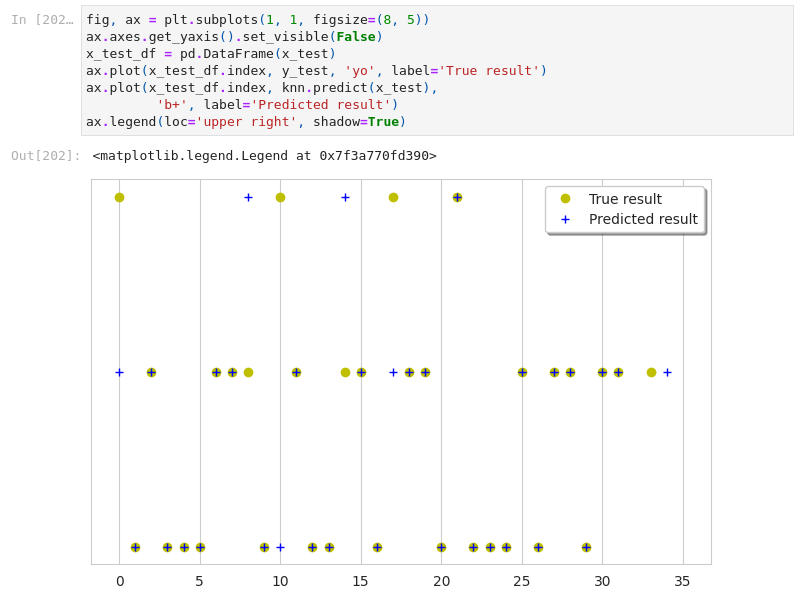 In [202… fig, ax = plt.subplots(1, 1, figsize=(8, 5))
ax.axes.get_yaxis().set_visible(False)
x_test_df = pd.DataFrame(x_test)
ax.plot(x_test_df.index, y_test, 'yo', label='True result')
ax.plot(x_test_df.index, knn.predict(x_test),
'b+', label='Predicted result')
ax.legend(loc='upper right', shadow=True)
Out[202]: <matplotlib.legend.Legend at 0x7f3a770fd390>
True result
Predicted result
0 5 10 15 20 25 30 35